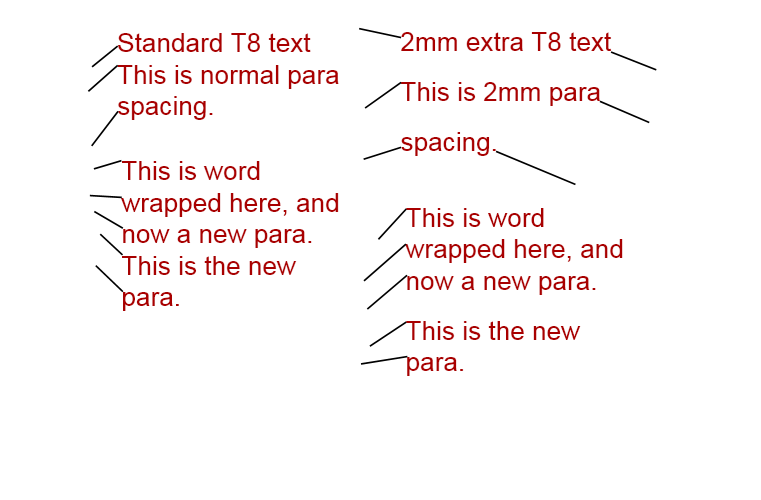 Standard T8 text
This is normal para
spacing.
This is word
wrapped here, and
now a new para.
This is the new
para.
2mm extra T8 text
This is 2mm para
spacing.
This is word
wrapped here, and
now a new para.
This is the new
para.